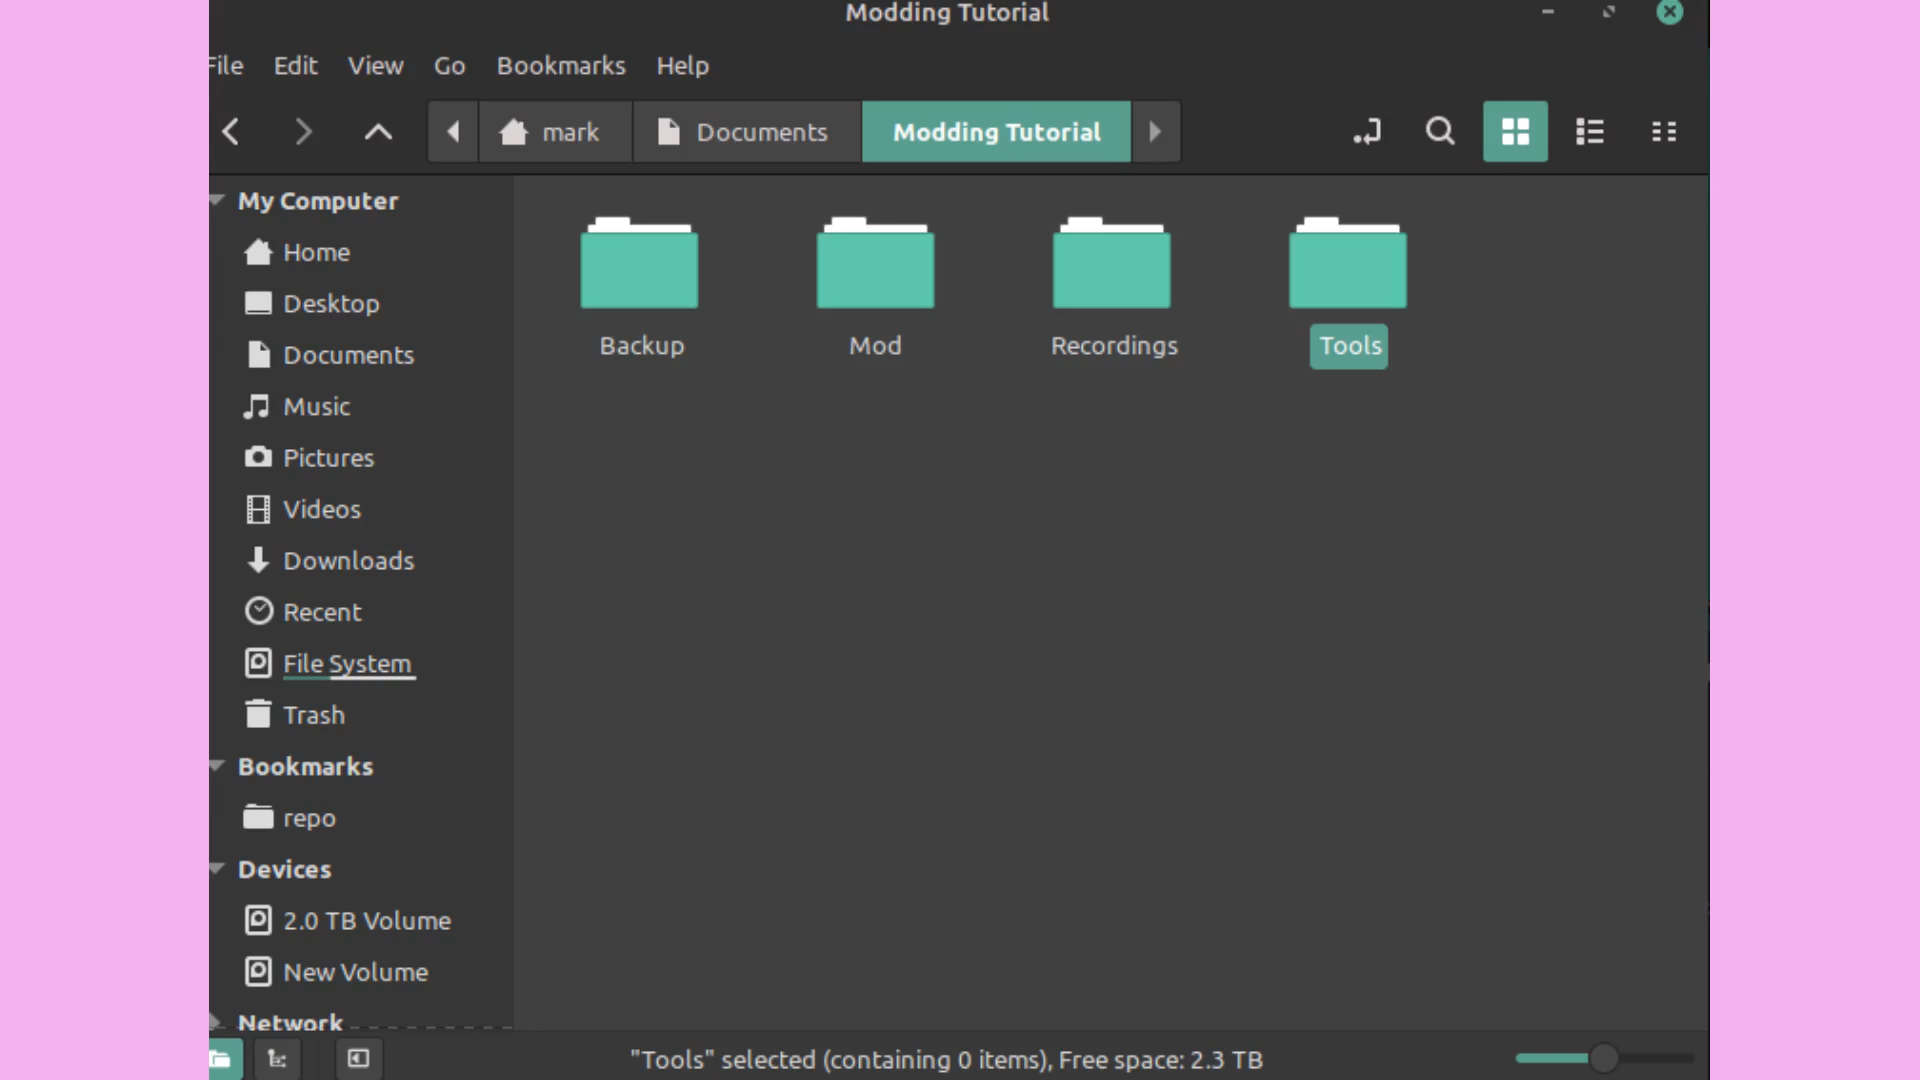 Modding Tutorial
File Edit View Go Bookmarks Help
mark Documents Modding Tutorial
My Computer
Home
Desktop
Documents
Music
Pictures
Videos
Downloads
Recent
File System
Trash
Bookmarks
repo
Devices
2.0 TB Volume
New Volume
Network
Backup Mod Recordings Tools
"Tools" selected (containing 0 items), Free space: 2.3 TB